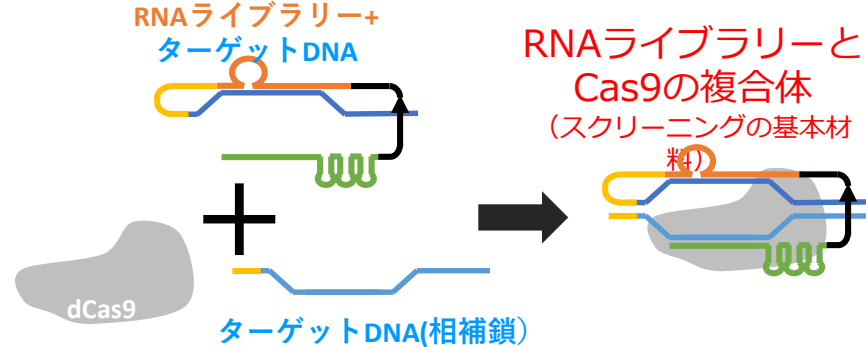 RNAライブラリー+
ターゲットDNA
RNAライブラリーと
Cas9の複合体
（スクリーニングの基本材
料）
dCas9
ターゲットDNA(相補鎖）